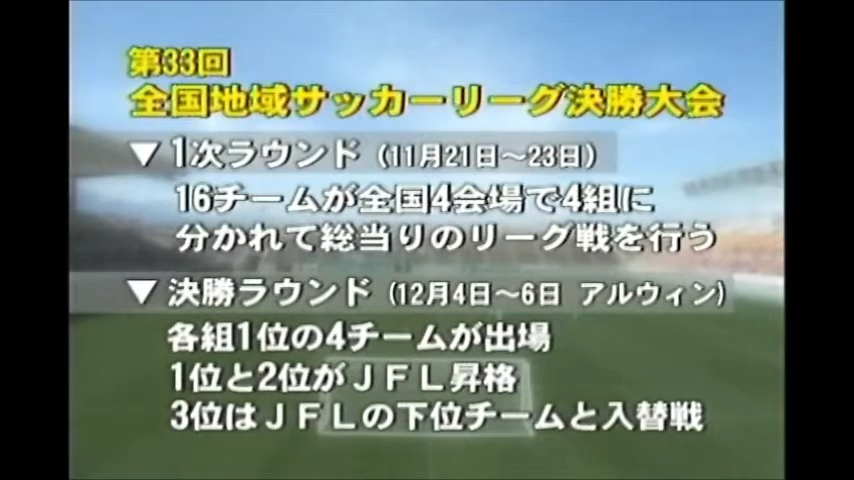 第33回
全国地域サッカーリーグ決勝大会
▼1次ラウンド（11月21日～23日）
16チームが全国4会場で4組に
分かれて総当りのリーグ戦を行う
▼決勝ラウンド（12月4日～6日 アルウィン）
各組1位の4チームが出場
1位と2位がＪＦＬ昇格
3位はＪＦＬの下位チームと入替戦